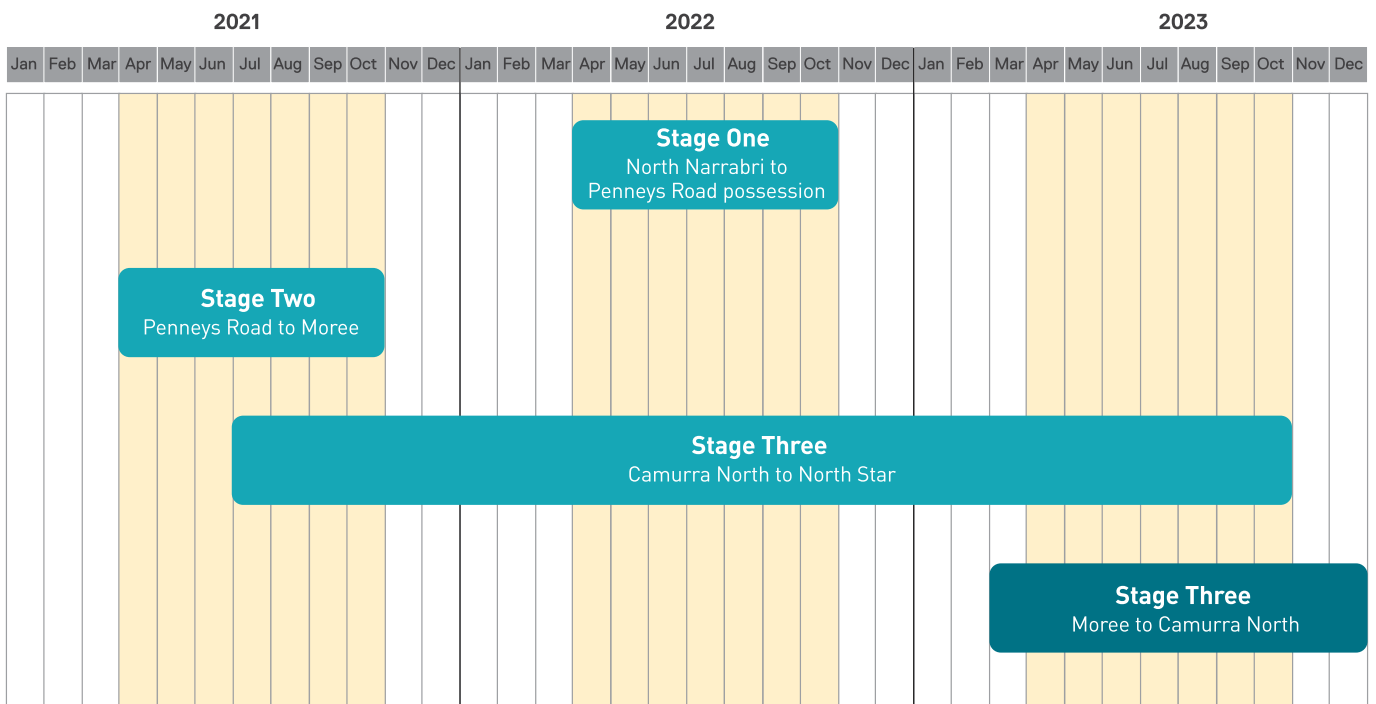 2021 2022 2023
Jan Feb Mar Apr May Jun Jul Aug Sep Oct Nov Dec Jan Feb Mar Apr May Jun Jul Aug Sep Oct Nov Dec Jan Feb Mar Apr May Jun Jul Aug Sep Oct Nov Dec
Stage One
North Narrabri to
Penneys Road possession
Stage Two
Penneys Road to Moree
Stage Three
Camurra North to North Star
Stage Three
Moree to Camurra North